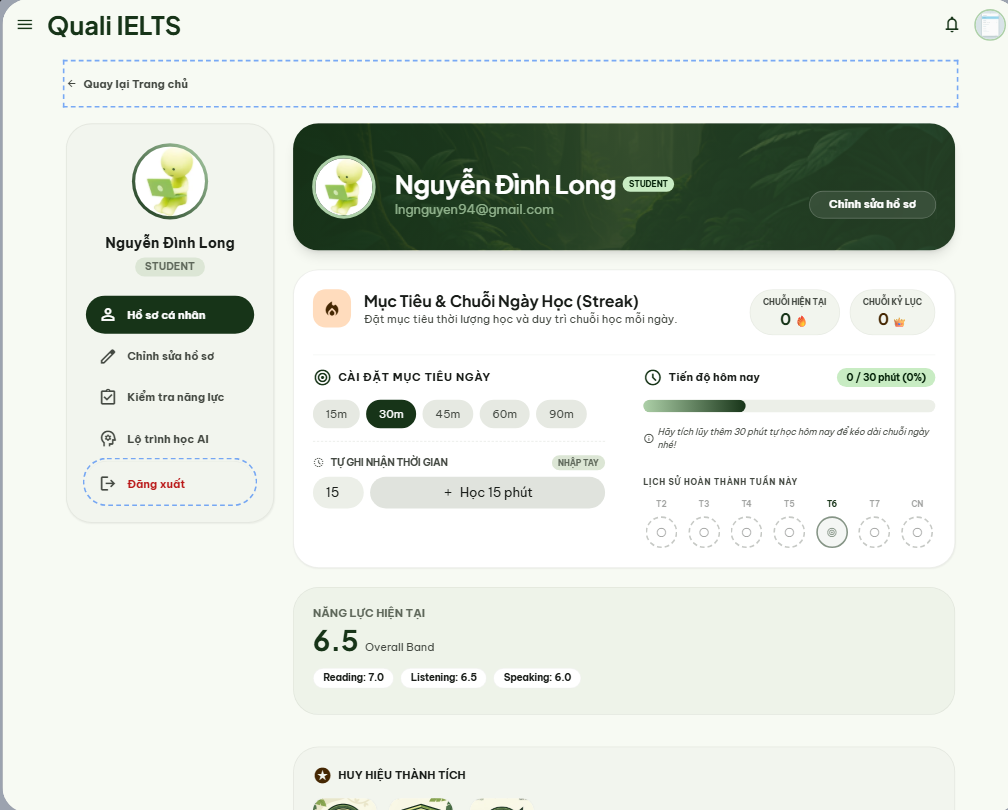 Quali IELTS
← Quay lại Trang chủ
Nguyễn Đình Long
STUDENT
Hồ sơ cá nhân
Chỉnh sửa hồ sơ
Kiểm tra năng lực
Lộ trình học AI
Đăng xuất
Nguyễn Đình Long STUDENT
lngnguyen94@gmail.com
Chỉnh sửa hồ sơ
Mục Tiêu & Chuỗi Ngày Học (Streak)
Đặt mục tiêu thời lượng học và duy trì chuỗi học mỗi ngày.
CHUỖI HIỆN TẠI
0 🔥
CHUỖI KỶ LỤC
0 👑
CÀI ĐẶT MỤC TIÊU NGÀY
15m 30m 45m 60m 90m
TỰ GHI NHẬN THỜI GIAN NHẬP TAY
15 + Học 15 phút
Tiến độ hôm nay 0 / 30 phút (0%)
Hãy tích lũy thêm 30 phút tự học hôm nay để kéo dài chuỗi ngày
nhé!
LỊCH SỬ HOÀN THÀNH TUẦN NÀY
T2 T3 T4 T5 T6 T7 CN
NĂNG LỰC HIỆN TẠI
6.5 Overall Band
Reading: 7.0 Listening: 6.5 Speaking: 6.0
HUY HIỆU THÀNH TÍCH